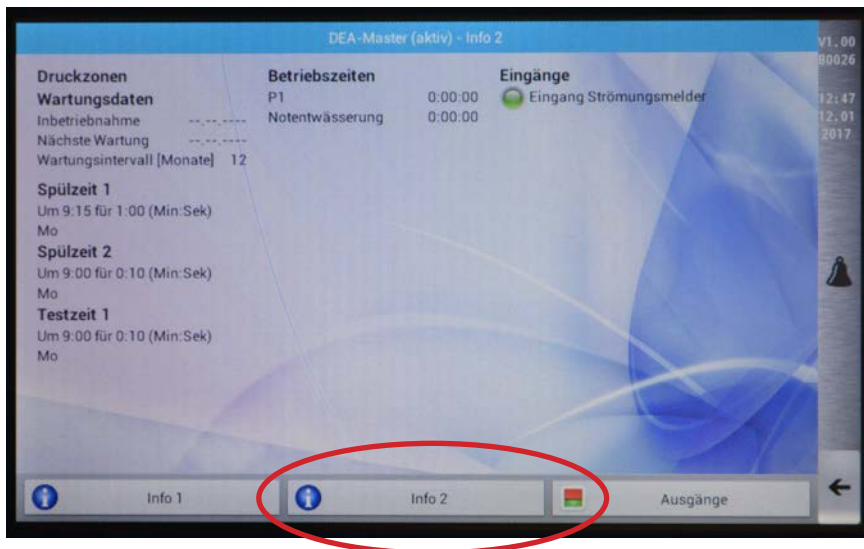 DEA-Master (aktiv) - Info 2
Druckzonen
Wartungsdaten
Inbetriebnahme --.--.----
Nächste Wartung --.--.----
Wartungsintervall [Monate] 12
Spülzeit 1
Um 9:15 für 1:00 (Min:Sek)
Mo
Spülzeit 2
Um 9:00 für 0:10 (Min:Sek)
Mo
Testzeit 1
Um 9:00 für 0:10 (Min:Sek)
Mo
Betriebszeiten
P1 0:00:00
Notentwässerung 0:00:00
Eingänge
Eingang Strömungsmelder
V1.00
80026
12:47
12.01
2017
Info 1
Info 2
Ausgänge